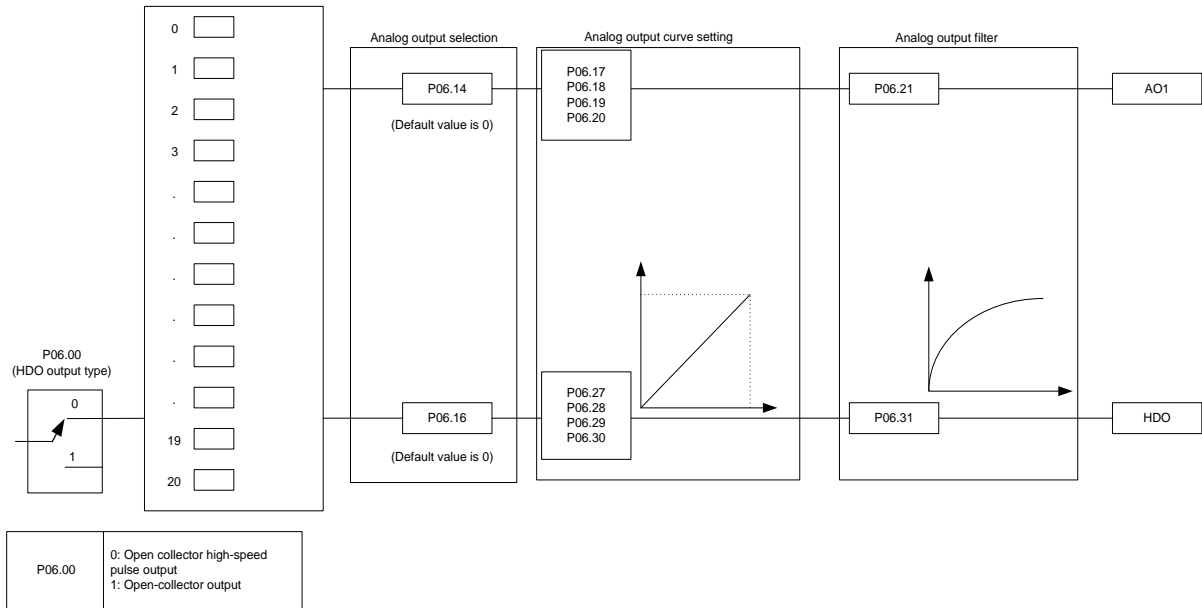 0
1
2
3
.
.
.
.
.
.
19
20
P06.00
(HDO output type)
0
1
Analog output selection
P06.14
(Default value is 0)
P06.16
(Default value is 0)
Analog output curve setting
P06.17
P06.18
P06.19
P06.20
P06.27
P06.28
P06.29
P06.30
Analog output filter
P06.21
P06.31
AO1
HDO
P06.00
0: Open collector high-speed
pulse output
1: Open-collector output